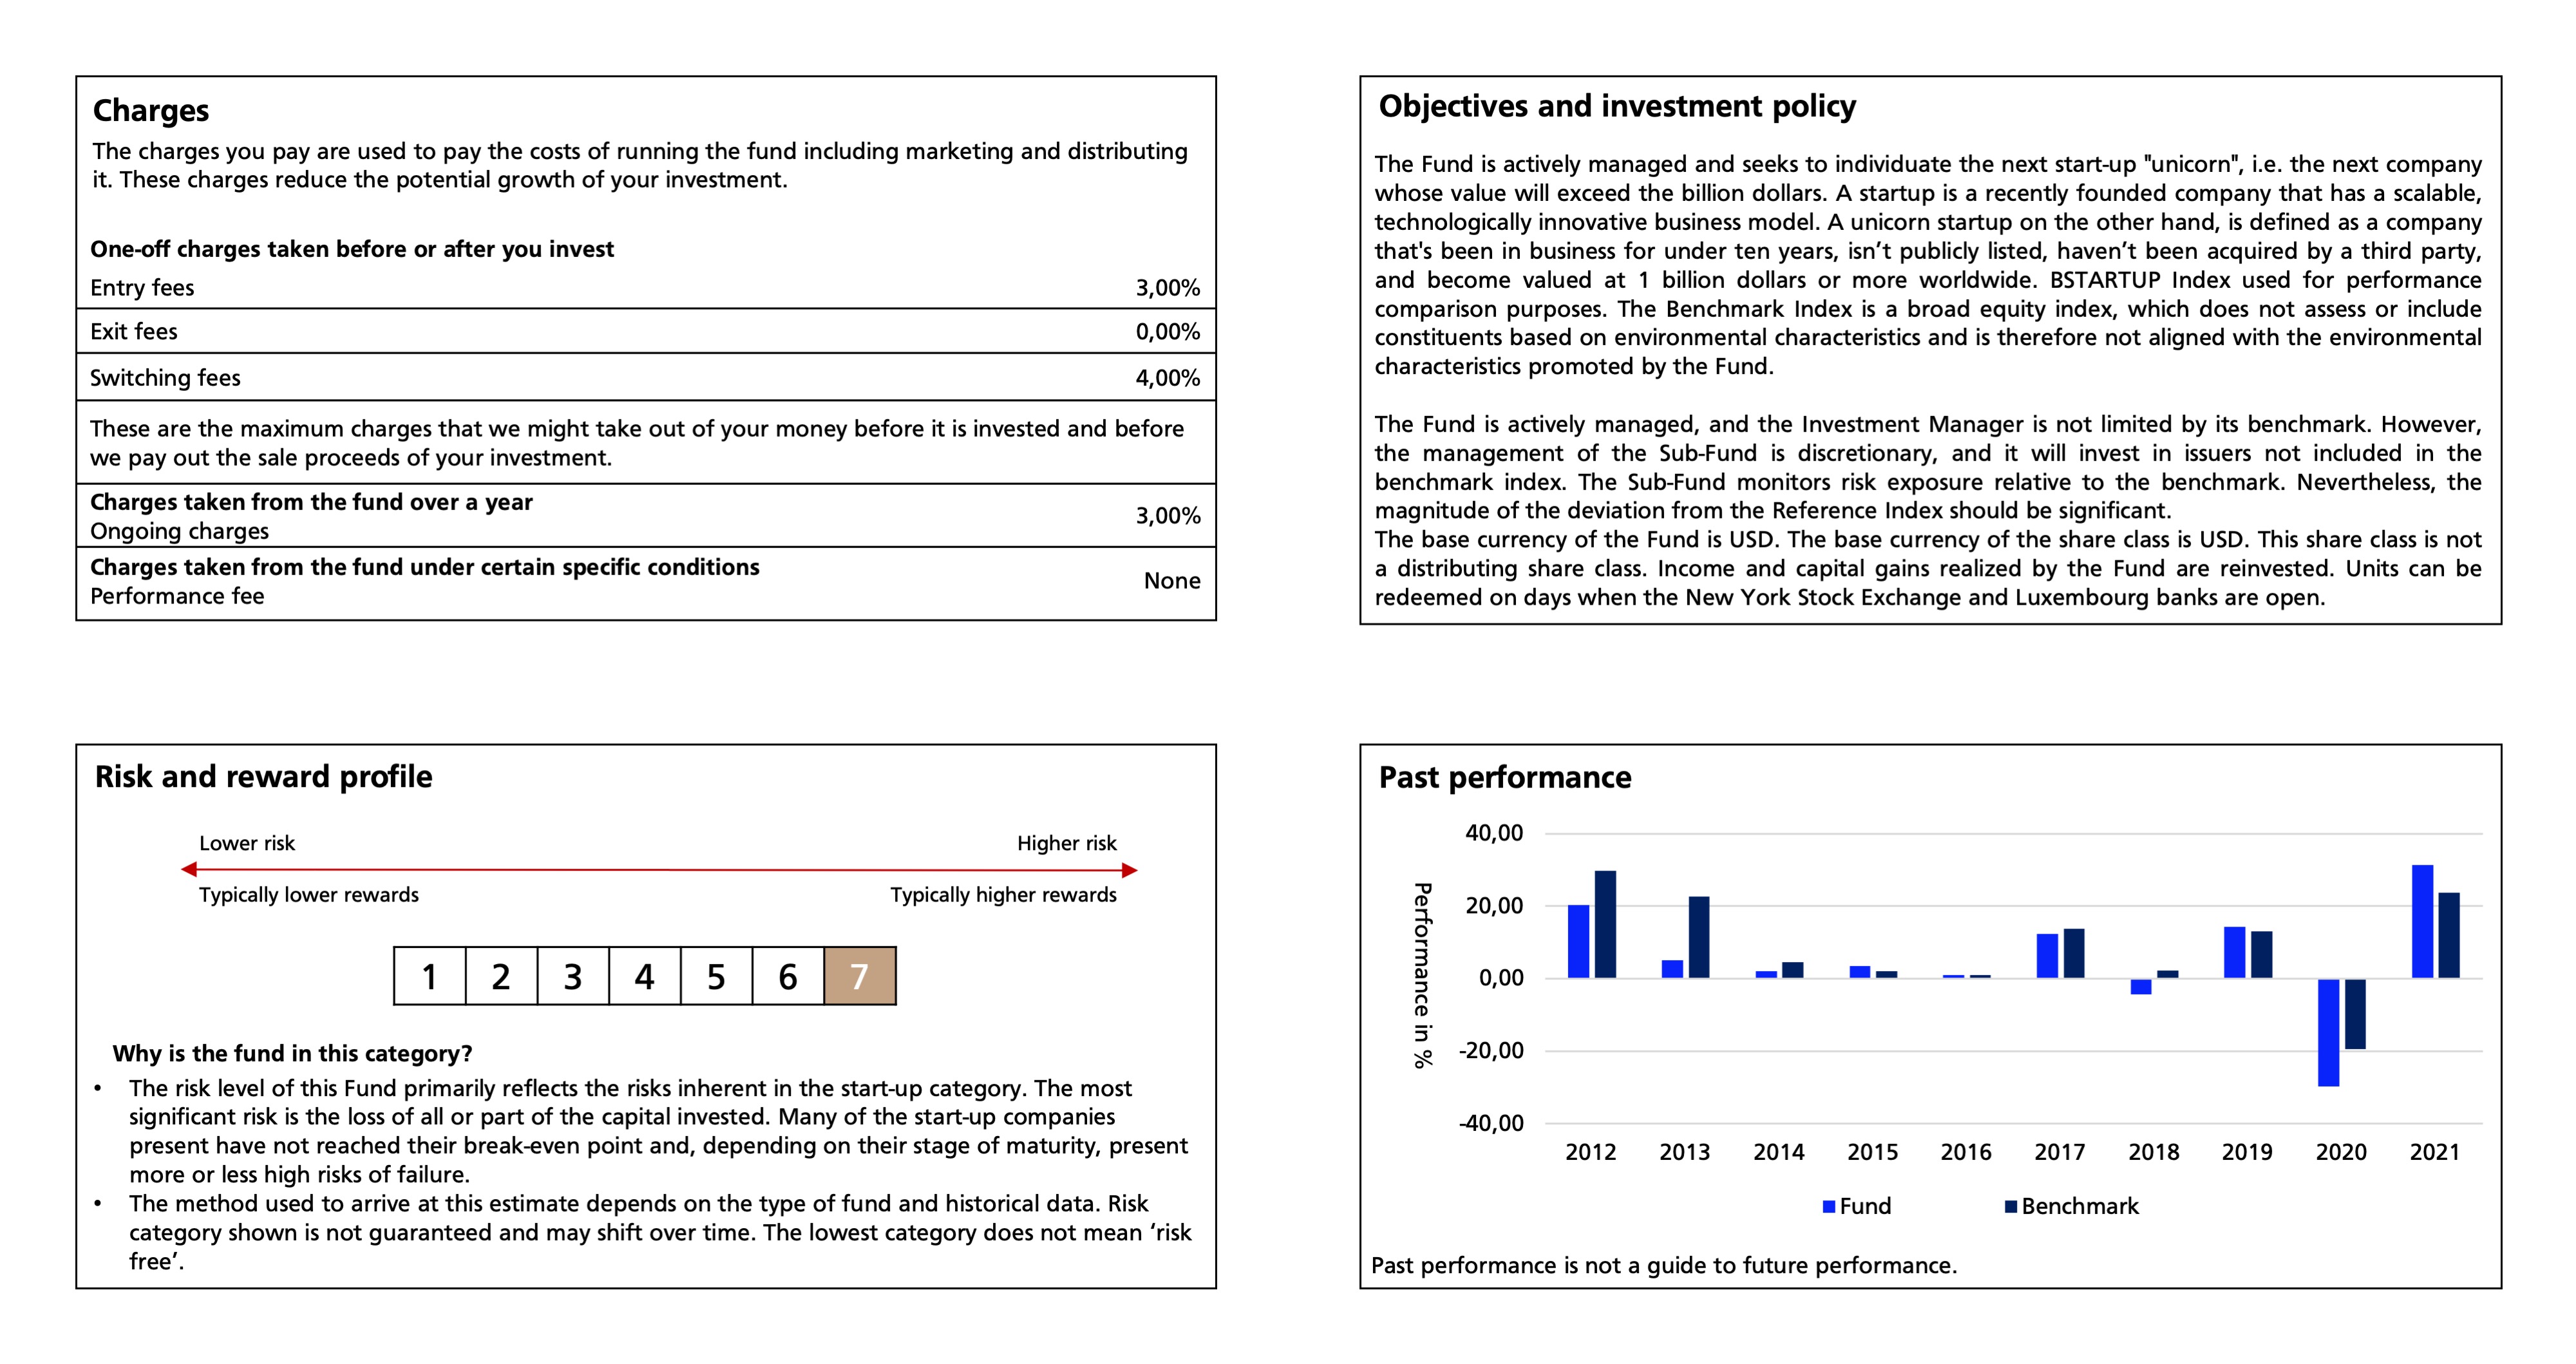 Charges
The charges you pay are used to pay the costs of running the fund including marketing and distributing
it. These charges reduce the potential growth of your investment.
One-off charges taken before or after you invest
Entry fees 3,00%
Exit fees 0,00%
Switching fees 4,00%
These are the maximum charges that we might take out of your money before it is invested and before
we pay out the sale proceeds of your investment.
Charges taken from the fund over a year
Ongoing charges 3,00%
Charges taken from the fund under certain specific conditions
Performance fee None
Objectives and investment policy
The Fund is actively managed and seeks to individuate the next start-up "unicorn", i.e. the next company
whose value will exceed the billion dollars. A startup is a recently founded company that has a scalable,
technologically innovative business model. A unicorn startup on the other hand, is defined as a company
that's been in business for under ten years, isn’t publicly listed, haven’t been acquired by a third party,
and become valued at 1 billion dollars or more worldwide. BSTARTUP Index used for performance
comparison purposes. The Benchmark Index is a broad equity index, which does not assess or include
constituents based on environmental characteristics and is therefore not aligned with the environmental
characteristics promoted by the Fund.
The Fund is actively managed, and the Investment Manager is not limited by its benchmark. However,
the management of the Sub-Fund is discretionary, and it will invest in issuers not included in the
benchmark index. The Sub-Fund monitors risk exposure relative to the benchmark. Nevertheless, the
magnitude of the deviation from the Reference Index should be significant.
The base currency of the Fund is USD. The base currency of the share class is USD. This share class is not
a distributing share class. Income and capital gains realized by the Fund are reinvested. Units can be
redeemed on days when the New York Stock Exchange and Luxembourg banks are open.
Risk and reward profile
Lower risk Higher risk
Typically lower rewards Typically higher rewards
1 2 3 4 5 6 7
Why is the fund in this category?
• The risk level of this Fund primarily reflects the risks inherent in the start-up category. The most
significant risk is the loss of all or part of the capital invested. Many of the start-up companies
present have not reached their break-even point and, depending on their stage of maturity, present
more or less high risks of failure.
• The method used to arrive at this estimate depends on the type of fund and historical data. Risk
category shown is not guaranteed and may shift over time. The lowest category does not mean ‘risk
free’.
Past performance
Performance in %
40,00
20,00
0,00
-20,00
-40,00
2012 2013 2014 2015 2016 2017 2018 2019 2020 2021
Fund Benchmark
Past performance is not a guide to future performance.